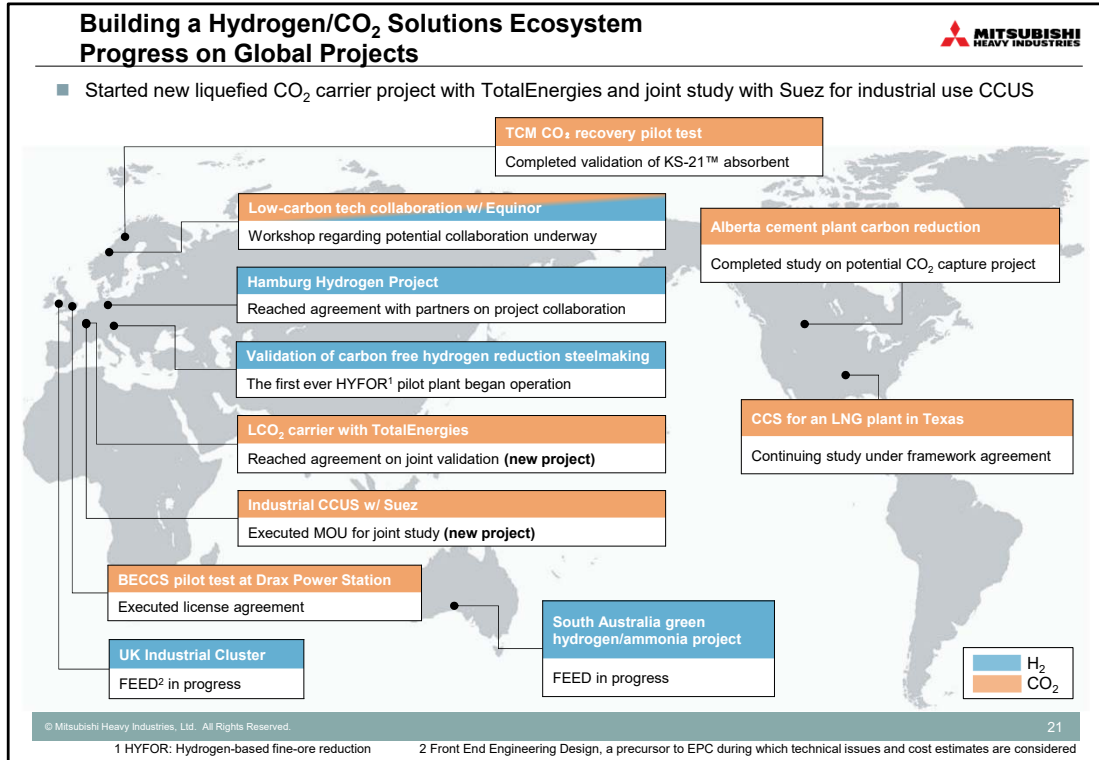 Building a Hydrogen/CO₂ Solutions Ecosystem
Progress on Global Projects
MITSUBISHI
HEAVY INDUSTRIES
Started new liquefied CO₂ carrier project with TotalEnergies and joint study with Suez for industrial use CCUS
TCM CO₂ recovery pilot test
Completed validation of KS-21™ absorbent
Low-carbon tech collaboration w/ Equinor
Workshop regarding potential collaboration underway
Alberta cement plant carbon reduction
Completed study on potential CO₂ capture project
Hamburg Hydrogen Project
Reached agreement with partners on project collaboration
Validation of carbon free hydrogen reduction steelmaking
The first ever HYFOR¹ pilot plant began operation
LCO₂ carrier with TotalEnergies
Reached agreement on joint validation (new project)
CCS for an LNG plant in Texas
Continuing study under framework agreement
Industrial CCUS w/ Suez
Executed MOU for joint study (new project)
BECCS pilot test at Drax Power Station
Executed license agreement
South Australia green
hydrogen/ammonia project
FEED in progress
UK Industrial Cluster
FEED² in progress
H₂
CO₂
© Mitsubishi Heavy Industries, Ltd. All Rights Reserved.
21
1 HYFOR: Hydrogen-based fine-ore reduction
2 Front End Engineering Design, a precursor to EPC during which technical issues and cost estimates are considered